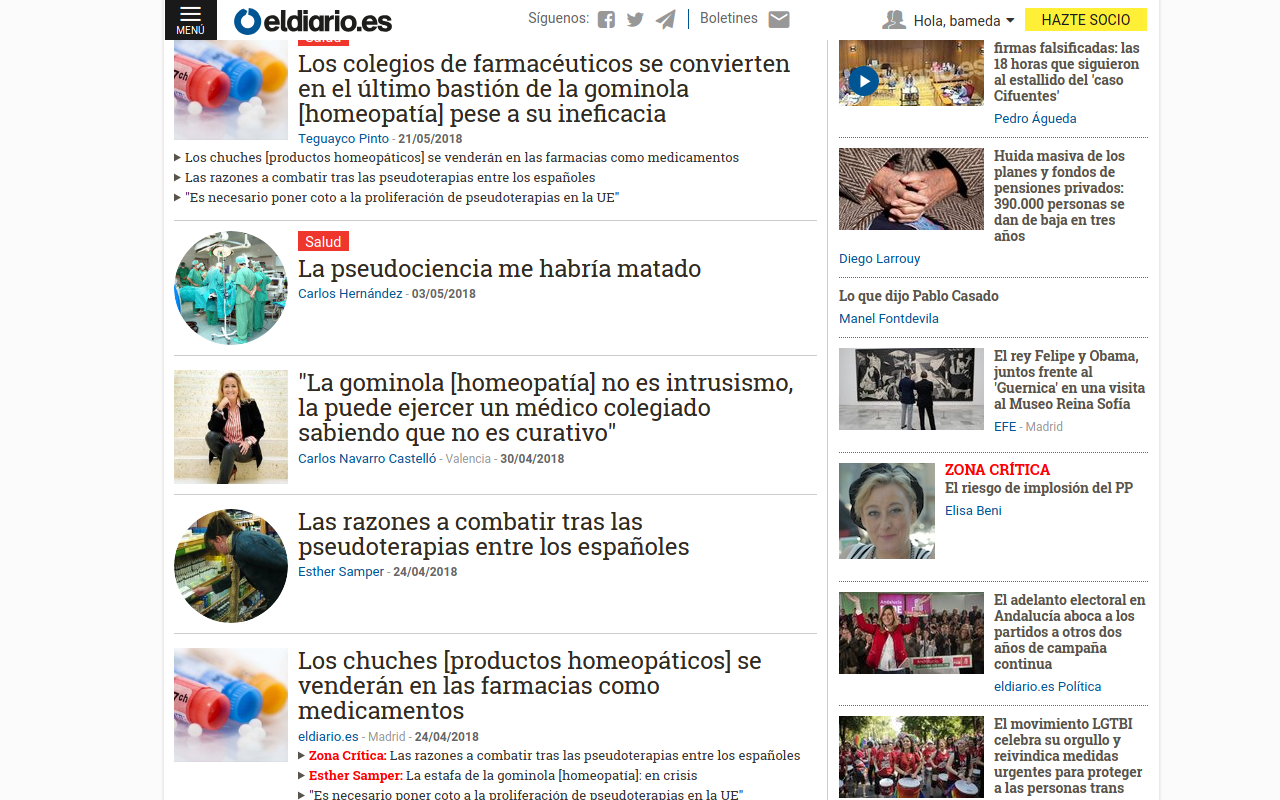 MENÚ
eldiario.es
Síguenos:
Boletines
Hola, bameda
HAZTE SOCIO
Salud
Los colegios de farmacéuticos se convierten
en el último bastión de la gominola
[homeopatía] pese a su ineficacia
Teguayco Pinto - 21/05/2018
Los chuches [productos homeopáticos] se venderán en las farmacias como medicamentos
Las razones a combatir tras las pseudoterapias entre los españoles
"Es necesario poner coto a la proliferación de pseudoterapias en la UE"
Salud
La pseudociencia me habría matado
Carlos Hernández - 03/05/2018
"La gominola [homeopatía] no es intrusismo,
la puede ejercer un médico colegiado
sabiendo que no es curativo"
Carlos Navarro Castelló - Valencia - 30/04/2018
Las razones a combatir tras las
pseudoterapias entre los españoles
Esther Samper - 24/04/2018
Los chuches [productos homeopáticos] se
venderán en las farmacias como
medicamentos
eldiario.es - Madrid - 24/04/2018
Zona Crítica: Las razones a combatir tras las pseudoterapias entre los españoles
Esther Samper: La estafa de la gominola [homeopatía]: en crisis
"Es necesario poner coto a la proliferación de pseudoterapias en la UE"
firmas falsificadas: las
18 horas que siguieron
al estallido del 'caso
Cifuentes'
Pedro Águeda
Huida masiva de los
planes y fondos de
pensiones privados:
390.000 personas se
dan de baja en tres
años
Diego Larrouy
Lo que dijo Pablo Casado
Manel Fontdevila
El rey Felipe y Obama,
juntos frente al
'Guernica' en una visita
al Museo Reina Sofía
EFE - Madrid
ZONA CRÍTICA
El riesgo de implosión del PP
Elisa Beni
El adelanto electoral en
Andalucía aboca a los
partidos a otros dos
años de campaña
continua
eldiario.es Política
El movimiento LGTBI
celebra su orgullo y
reivindica medidas
urgentes para proteger
a las personas trans